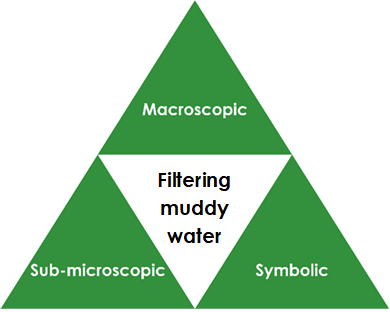 Macroscopic
Filtering
muddy
water
Sub-microscopic
Symbolic